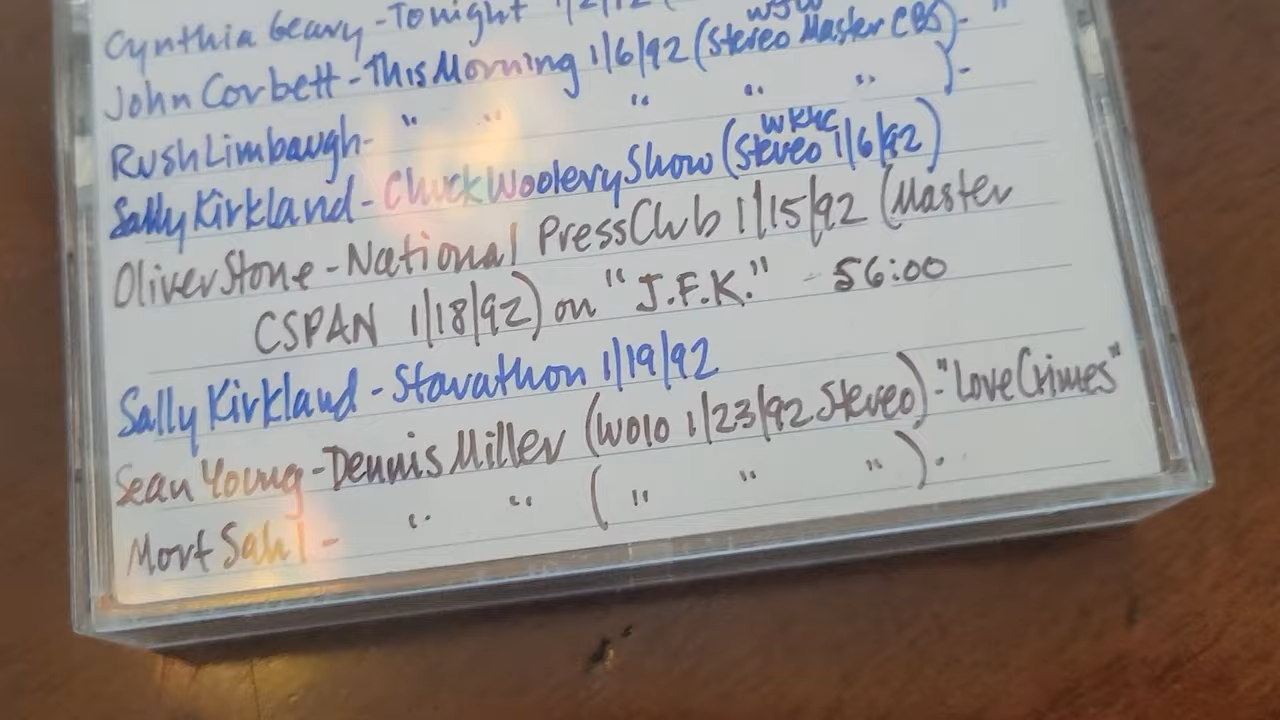 Cynthia Geary - Tonight
WJW
John Corbett - This Morning 1/6/92 (Stereo Master CBS) - "
Rush Limbaugh - " " " " " ) -
WKYC
Sally Kirkland - Chuck Woolery Show (Stereo 1/6/92)
Oliver Stone - National Press Club 1/15/92 (Master
CSPAN 1/18/92) on "J.F.K." - 56:00
Sally Kirkland - Starathon 1/19/92
Sean Young - Dennis Miller (WOIO 1/23/92 Stereo) - "Love Crimes"
Mort Sahl - " " ( " " " ) -